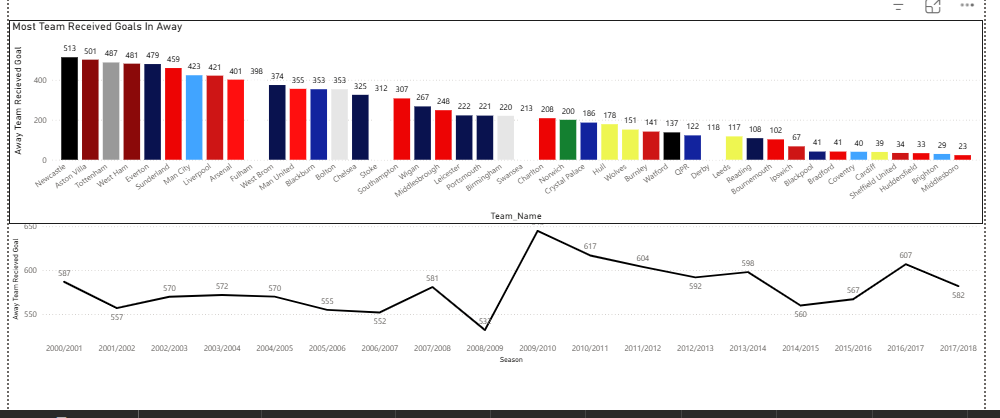 Most Team Received Goals In Away
Away Team Recieved Goal
400
200
0
513 501 487 481 479 459 423 421 401 398 374 355 353 353 325 312 307 267 248 222 221 220 213 208 200 186 178 151 141 137 122 118 117 108 102 67 41 41 40 39 34 33 29 23
Newcastle Aston Villa Tottenham West Ham Everton Sunderland Man City Liverpool Arsenal Fulham West Brom Man United Blackburn Bolton Chelsea Stoke Southampton Wigan Middlesbrough Leicester Portsmouth Birmingham Swansea Charlton Norwich Crystal Palace Hull Wolves Burnley Watford QPR Derby Leeds Reading Bournemouth Ipswich Blackpool Bradford Coventry Cardiff Sheffield United Huddersfield Brighton Middlesboro
Team_Name
Away Team Recieved Goal
650
600
550
587 557 570 572 570 555 552 581 617 604 592 598 560 567 607 582
2000/2001 2001/2002 2002/2003 2003/2004 2004/2005 2005/2006 2006/2007 2007/2008 2008/2009 2009/2010 2010/2011 2011/2012 2012/2013 2013/2014 2014/2015 2015/2016 2016/2017 2017/2018
Season